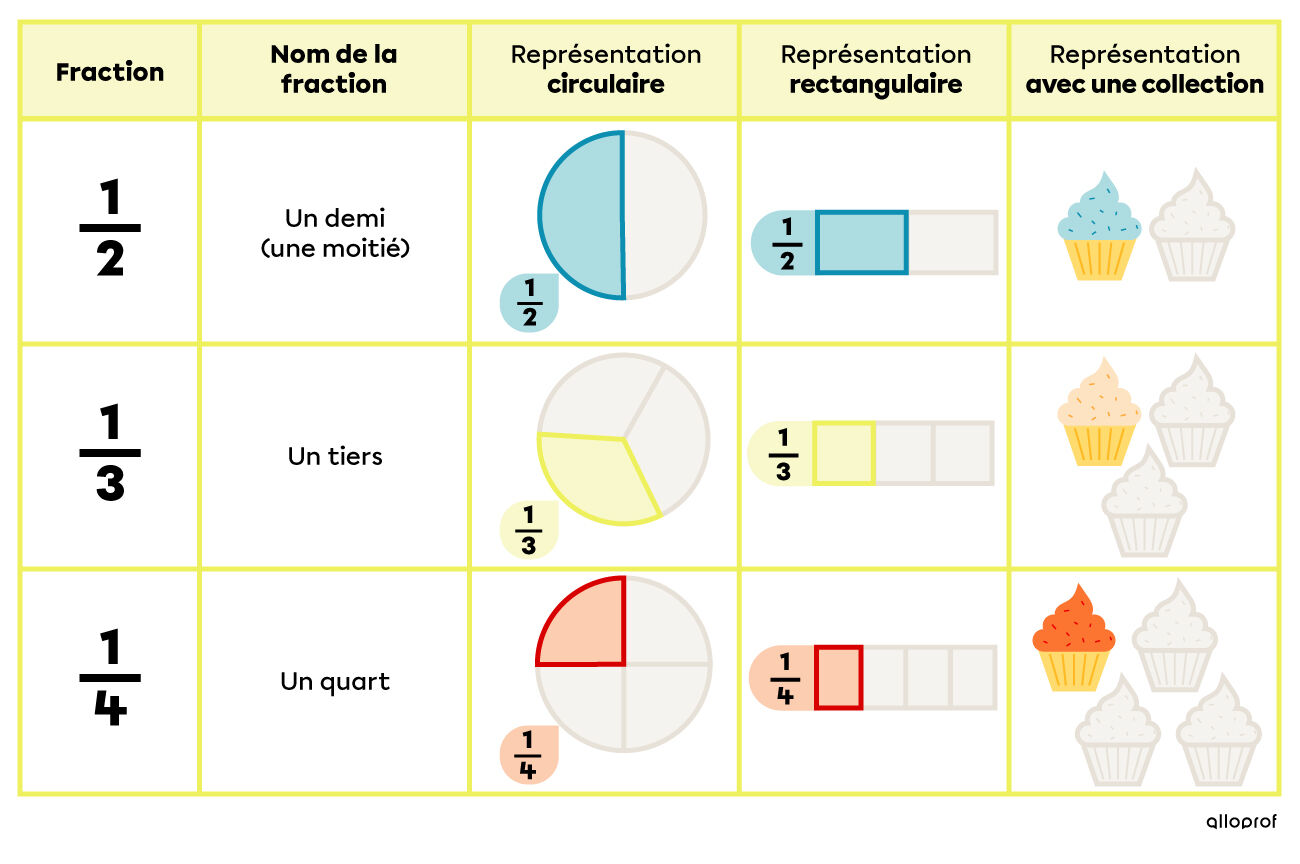 Fraction
Nom de la
fraction
Représentation
circulaire
Représentation
rectangulaire
Représentation
avec une collection
1
2
Un demi
(une moitié)
1
2
1
2
1
3
Un tiers
1
3
1
3
1
4
Un quart
1
4
1
4
alloprof